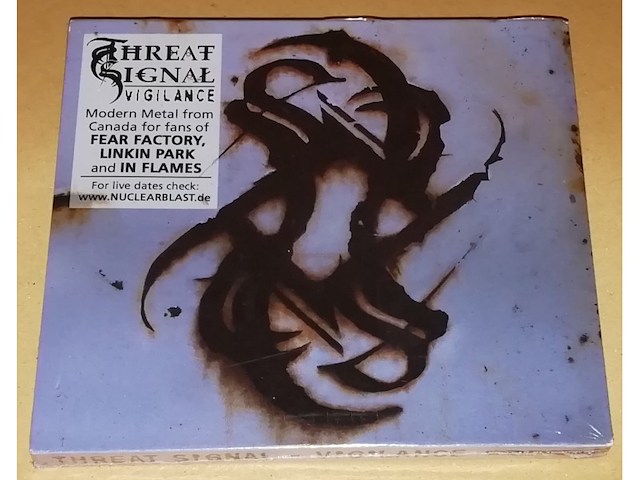 THREAT
SIGNAL
VIGILANCE
Modern Metal from
Canada for fans of
FEAR FACTORY,
LINKIN PARK
and IN FLAMES
For live dates check:
www.NUCLEARBLAST.de
THREAT SIGNAL - VIGILANCE